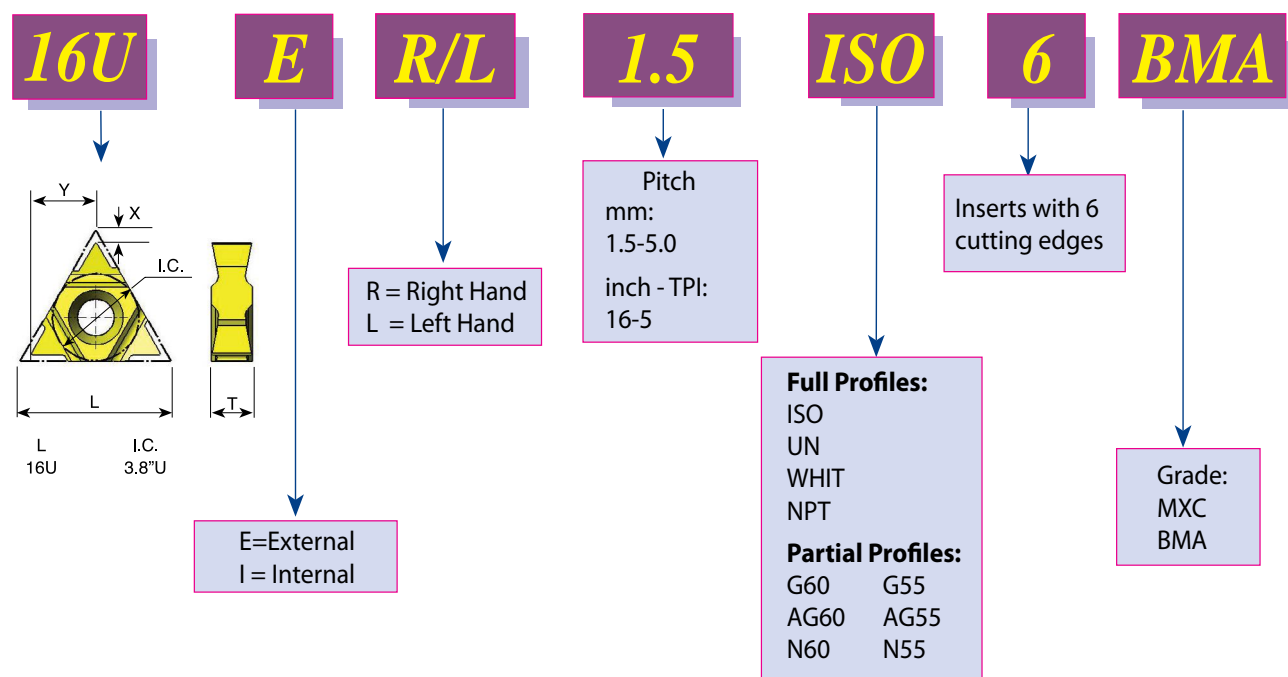 16U E R/L 1.5 ISO 6 BMA
Y
X
I.C.
L
T
L I.C.
16U 3.8”U
E=External
I = Internal
R = Right Hand
L = Left Hand
Pitch
mm:
1.5-5.0
inch - TPI:
16-5
Full Profiles:
ISO
UN
WHIT
NPT
Partial Profiles:
G60 G55
AG60 AG55
N60 N55
Inserts with 6
cutting edges
Grade:
MXC
BMA